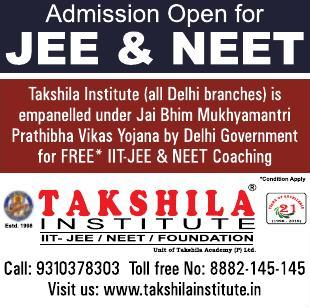 Admission Open for
JEE & NEET
Takshila Institute (all Delhi branches) is
empanelled under Jai Bhim Mukhyamantri
Prathibha Vikas Yojana by Delhi Government
for FREE* IIT-JEE & NEET Coaching
*Condition Apply
Estd. 1998
TAKSHILA®
INSTITUTE
IIT- JEE / NEET / FOUNDATION
Unit of Takshila Academy (P) Ltd.
21
Call: 9310378303 Toll free No: 8882-145-145
Visit us: www.takshilainstitute.in